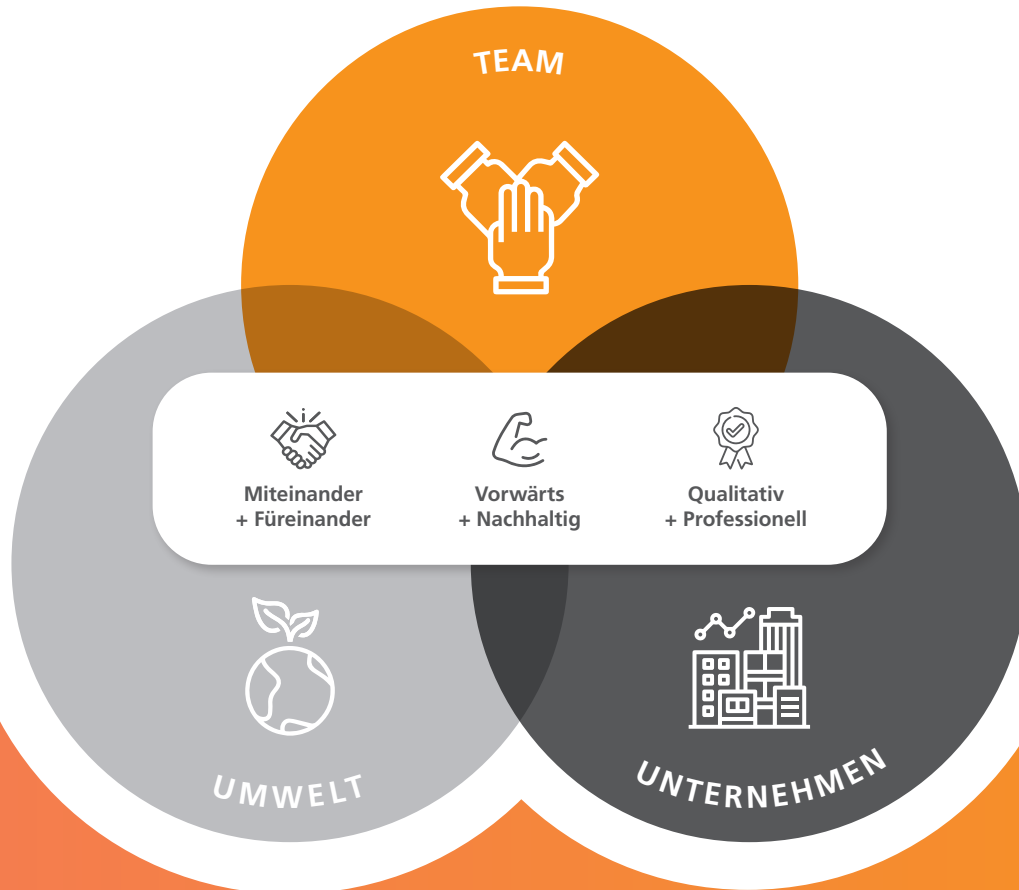 TEAM
Miteinander
+ Füreinander
Vorwärts
+ Nachhaltig
Qualitativ
+ Professionell
UMWELT
UNTERNEHMEN